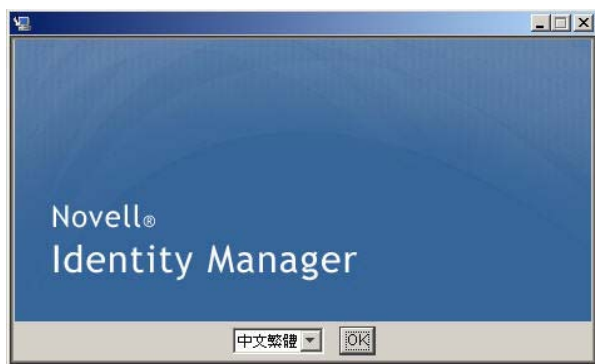 Novell®
Identity Manager
中文繁體
OK